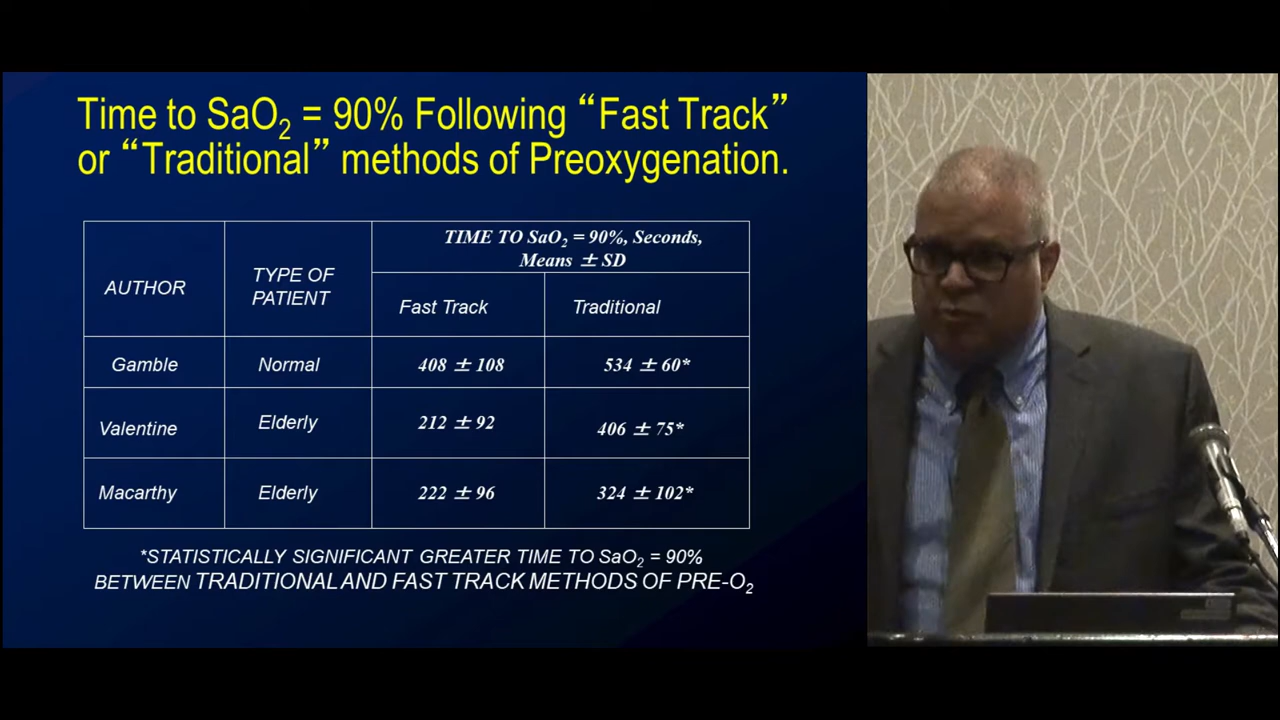 Time to SaO2 = 90% Following “Fast Track”
or “Traditional” methods of Preoxygenation.
AUTHOR
TYPE OF
PATIENT
TIME TO SaO2 = 90%, Seconds,
Means ± SD
Fast Track
Traditional
Gamble Normal 408 ± 108 534 ± 60*
Valentine Elderly 212 ± 92 406 ± 75*
Macarthy Elderly 222 ± 96 324 ± 102*
*STATISTICALLY SIGNIFICANT GREATER TIME TO SaO2 = 90%
BETWEEN TRADITIONAL AND FAST TRACK METHODS OF PRE-O2